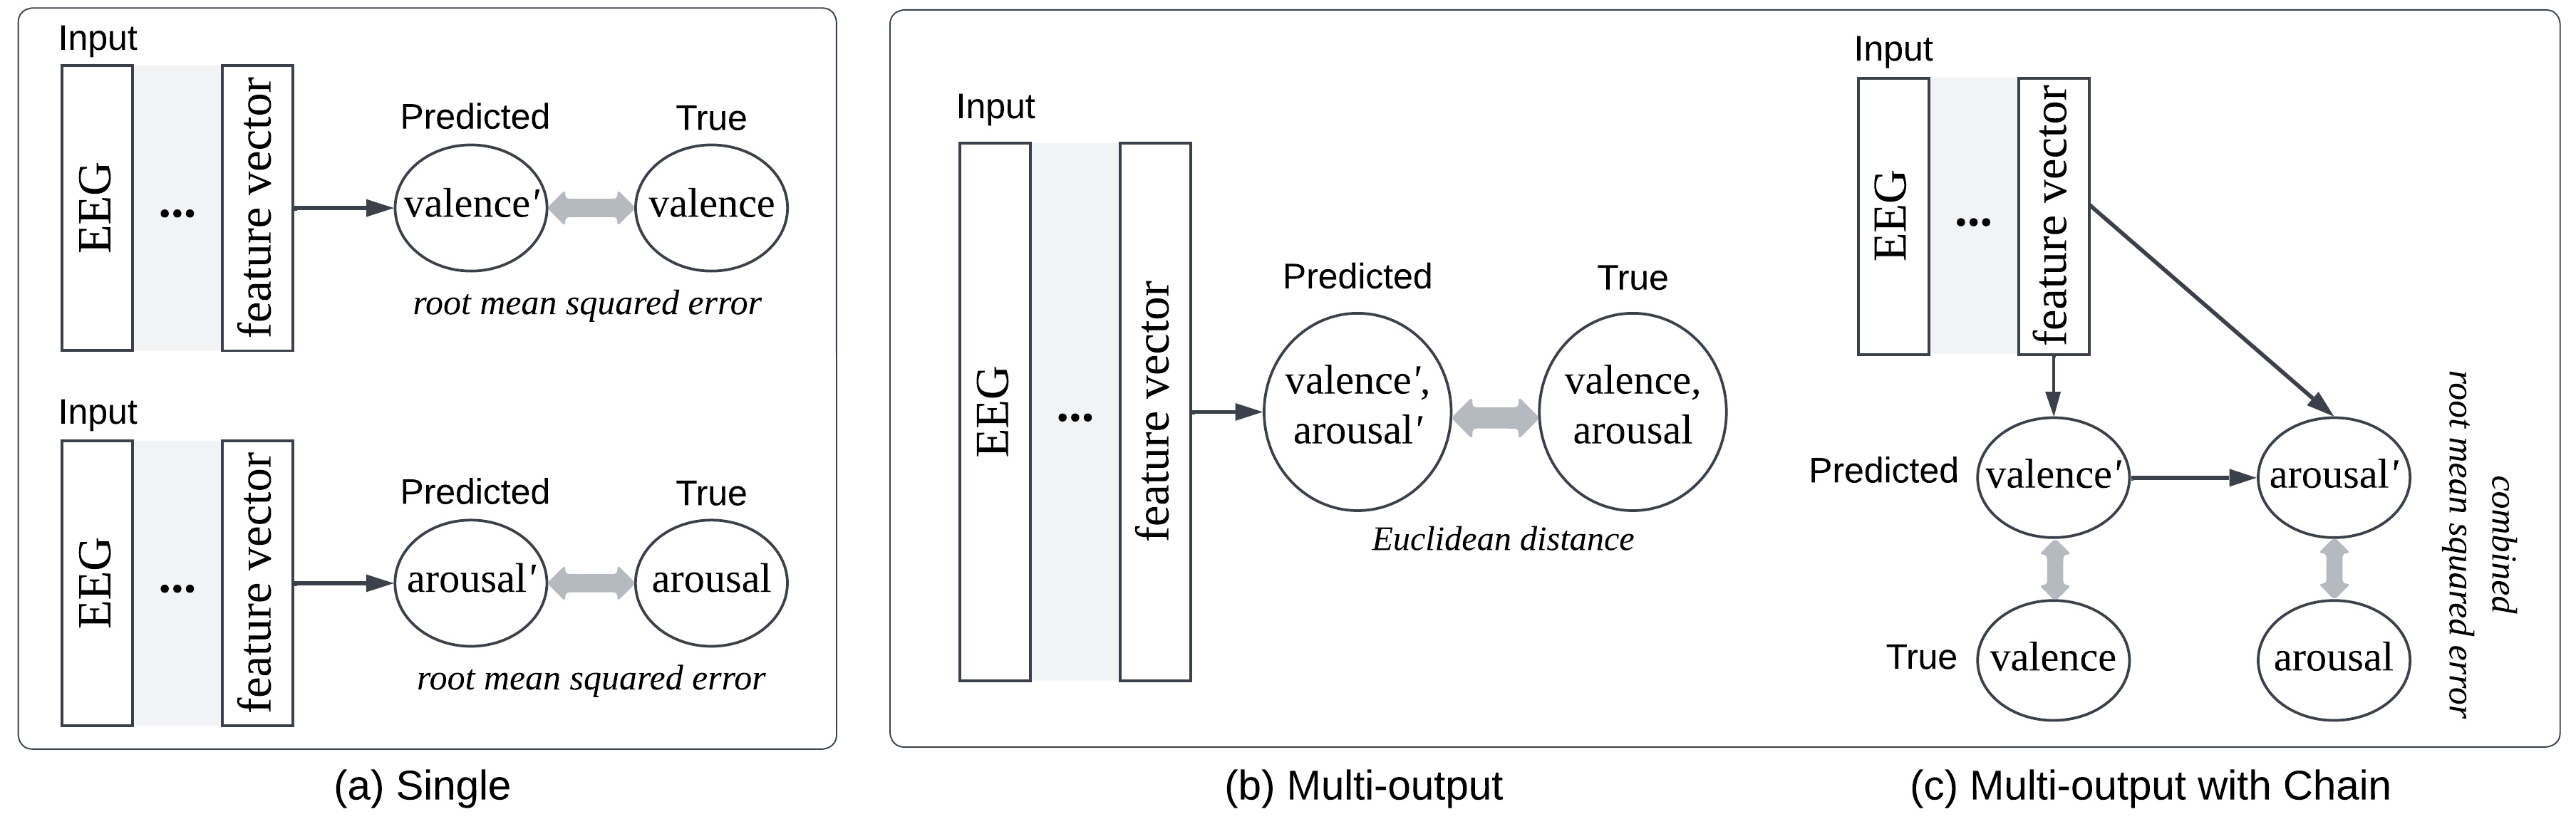 Input
EEG
...
feature vector
Predicted
valence′
True
valence
root mean squared error
Input
EEG
...
feature vector
Predicted
arousal′
True
arousal
root mean squared error
(a) Single
Input
EEG
...
feature vector
Predicted
valence′,
arousal′
True
valence,
arousal
Euclidean distance
(b) Multi-output
Input
EEG
...
feature vector
Predicted
valence′
arousal′
True
valence
arousal
combined
root mean squared error
(c) Multi-output with Chain